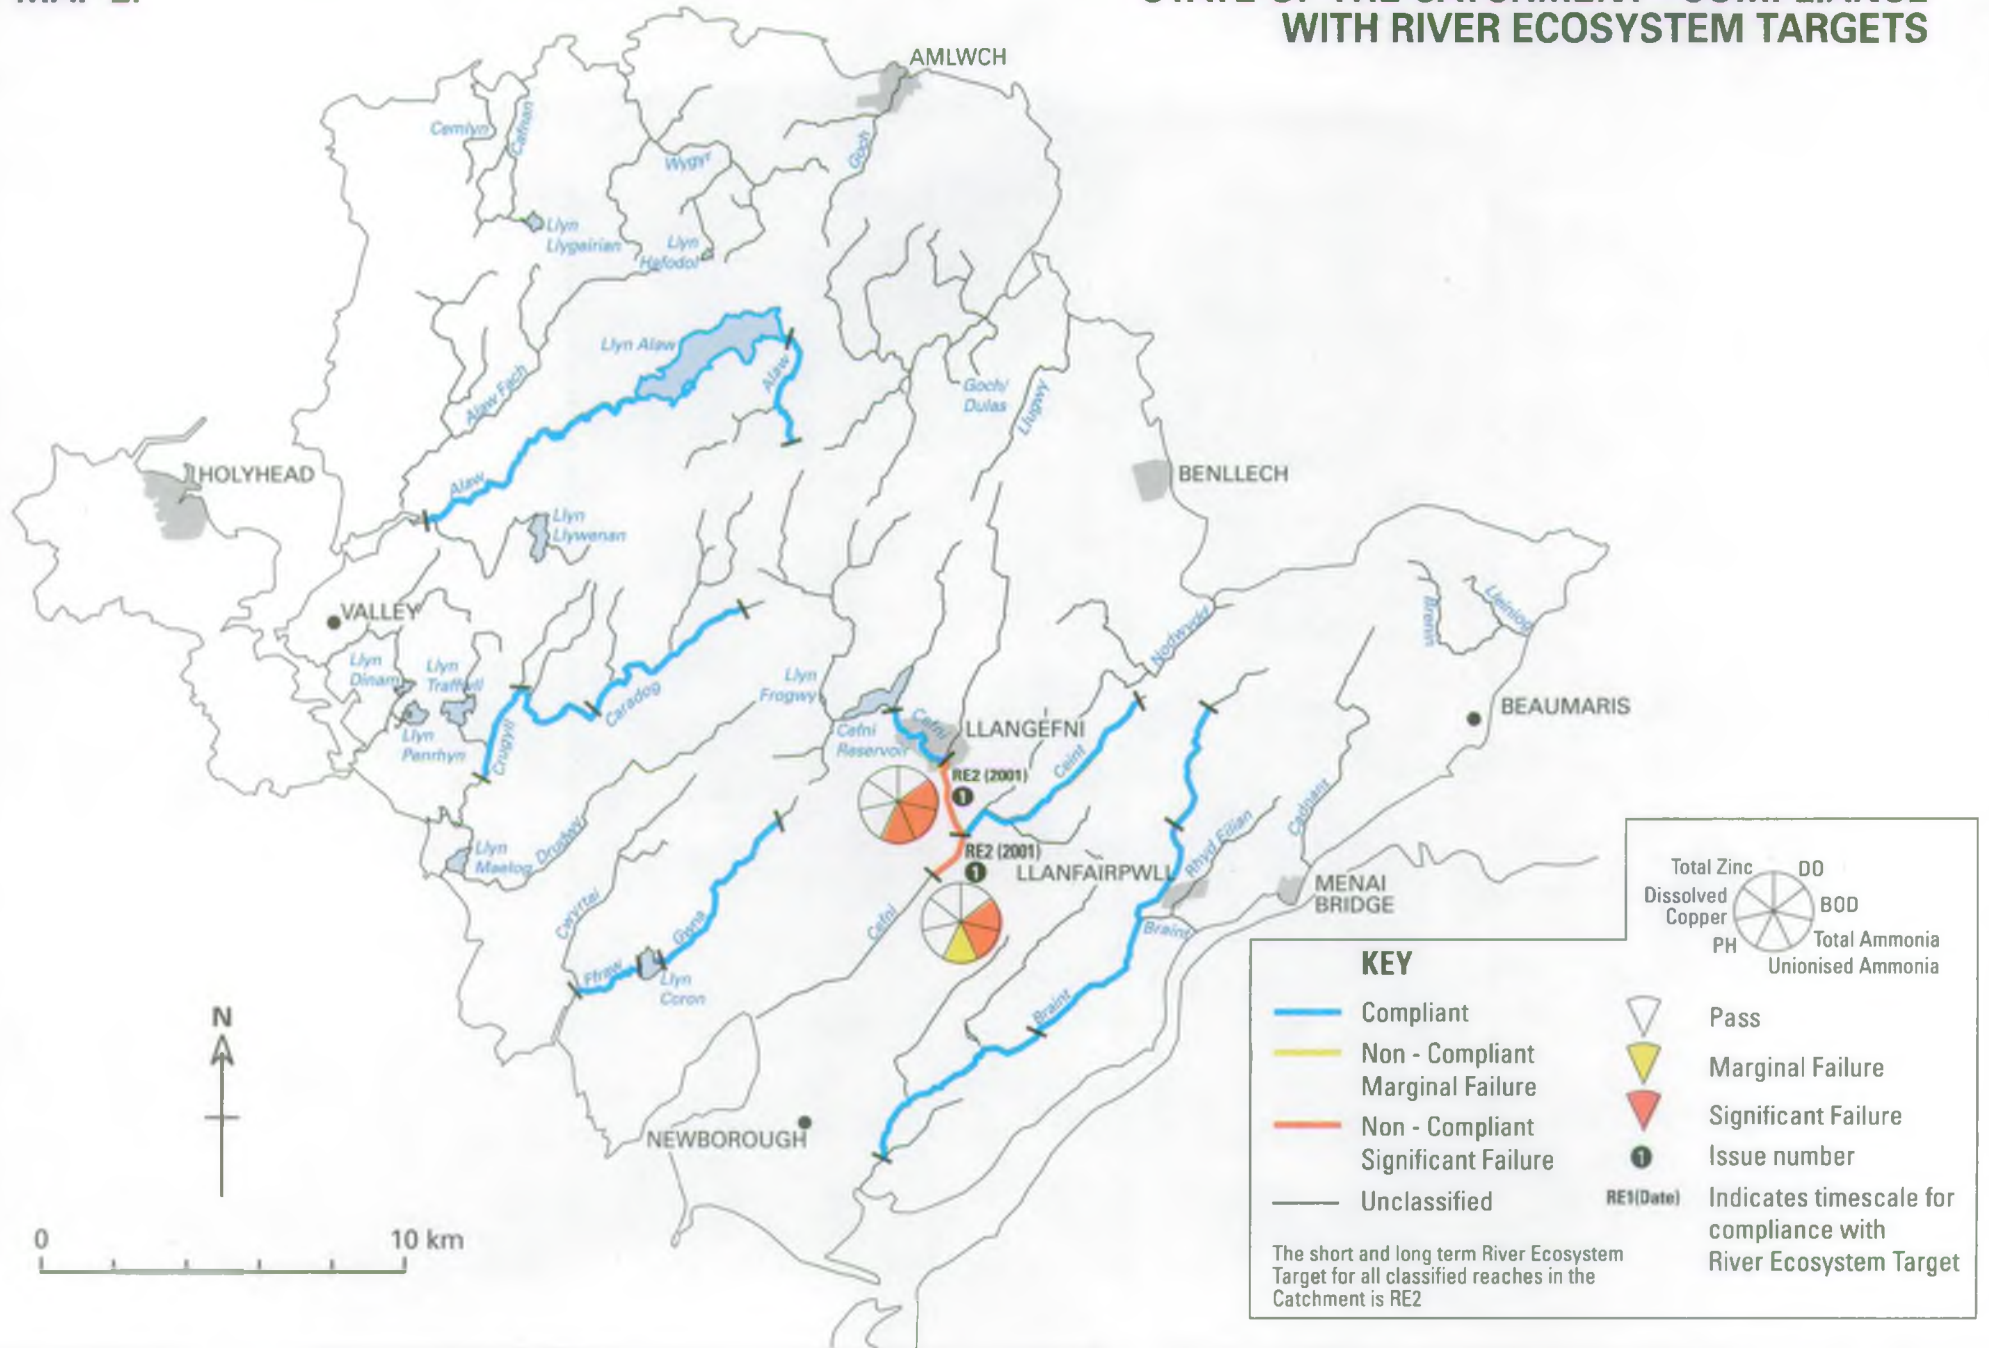 WITH RIVER ECOSYSTEM TARGETS
AMLWCH
Cemlyn
Cafnan
Wygyr
Goch
Llyn
Llygeirian
Llyn
Hafodol
Llyn Alaw
Alaw
Alaw Fach
Goch/
Dulas
Llugwy
HOLYHEAD
BENLLECH
Alaw
Llyn
Llywenan
VALLEY
Brenin
Lleiniog
Nodwydd
Llyn
Dinam
Llyn
Traffwll
Llyn
Frogwy
Caradog
BEAUMARIS
Llyn
Penrhyn
Crugyll
Cefni
Reservoir
Cefni
LLANGEFNI
Ceint
RE2 (2001)
1
Cadnant
Rhyd Eilian
Llyn
Maelog
Drudwy
RE2 (2001)
1
LLANFAIRPWLL
MENAI
BRIDGE
Cwyrtai
Gwna
Cefni
Braint
Ffraw
Llyn
Coron
Braint
NEWBOROUGH
N
0
10 km
Total Zinc
DO
Dissolved
Copper
BOD
PH
Total Ammonia
Unionised Ammonia
KEY
Compliant
Non - Compliant
Marginal Failure
Non - Compliant
Significant Failure
Unclassified
Pass
Marginal Failure
Significant Failure
1
Issue number
RE1(Date)
Indicates timescale for
compliance with
River Ecosystem Target
The short and long term River Ecosystem
Target for all classified reaches in the
Catchment is RE2